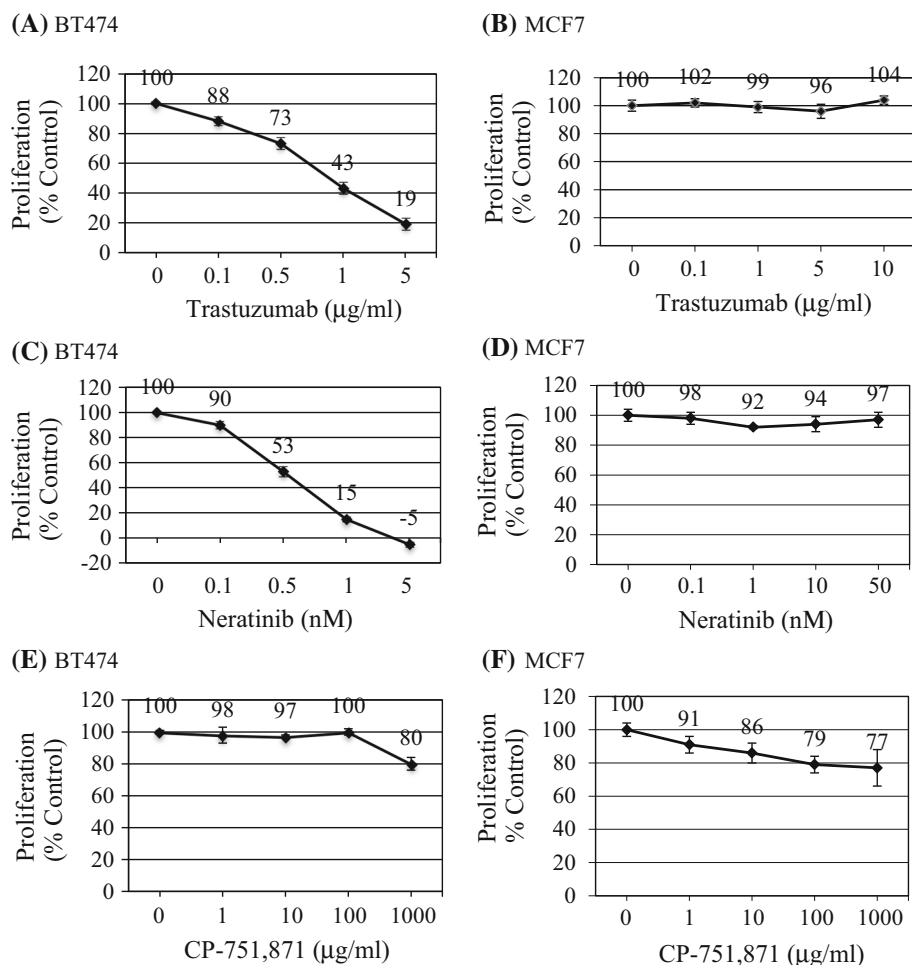 (A) BT474
Proliferation
(% Control)
120
100
80
60
40
20
0
100
88
73
43
19
0 0.1 0.5 1 5
Trastuzumab (μg/ml)
(B) MCF7
Proliferation
(% Control)
120
100
80
60
40
20
0
100 102 99 96 104
0 0.1 1 5 10
Trastuzumab (μg/ml)
(C) BT474
Proliferation
(% Control)
120
100
80
60
40
20
0
-20
100
90
53
15
-5
0 0.1 0.5 1 5
Neratinib (nM)
(D) MCF7
Proliferation
(% Control)
120
100
80
60
40
20
0
100 98 92 94 97
0 0.1 1 10 50
Neratinib (nM)
(E) BT474
Proliferation
(% Control)
120
100
80
60
40
20
0
100 98 97 100 80
0 1 10 100 1000
CP-751,871 (μg/ml)
(F) MCF7
Proliferation
% Control)
120
100
80
60
40
20
0
100 91 86 79 77
0 1 10 100 1000
CP-751,871 (μg/ml)